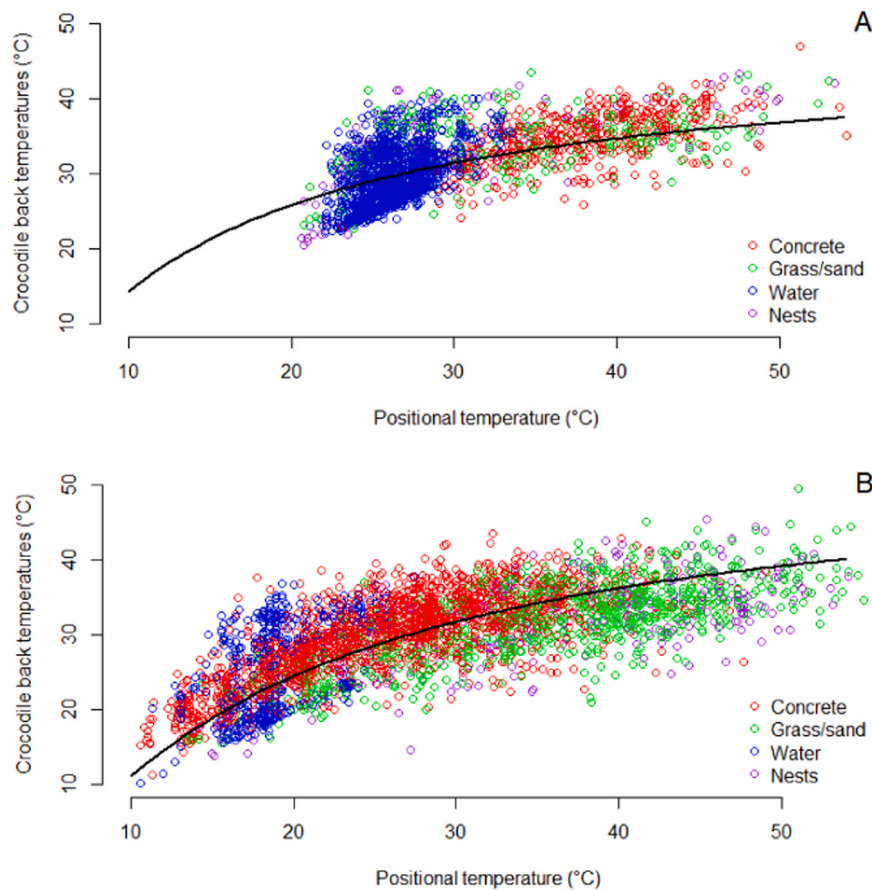 A
Crocodile back temperatures (°C)
50
40
30
20
10
Concrete
Grass/sand
Water
Nests
10 20 30 40 50
Positional temperature (°C)
B
Crocodile back temperatures (°C)
50
40
30
20
10
Concrete
Grass/sand
Water
Nests
10 20 30 40 50
Positional temperature (°C)